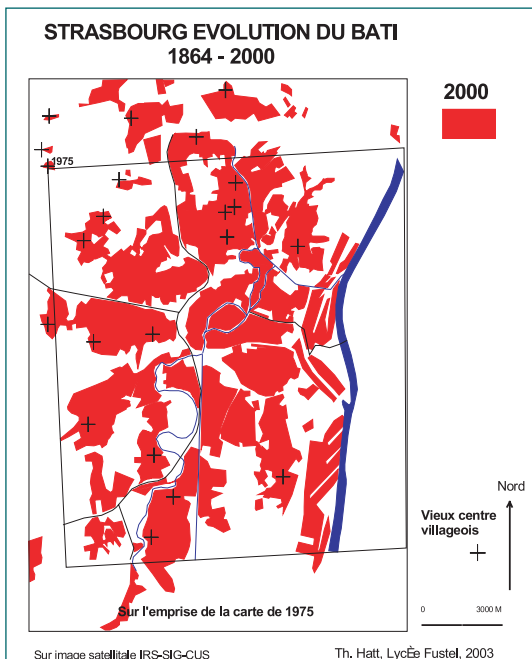 STRASBOURG EVOLUTION DU BATI
1864 - 2000
2000
1975
Nord
Vieux centre
villageois
Sur l'emprise de la carte de 1975
0 3000 M
Sur image satellitale IRS-SIG-CUS
Th. Hatt, LycÈe Fustel, 2003